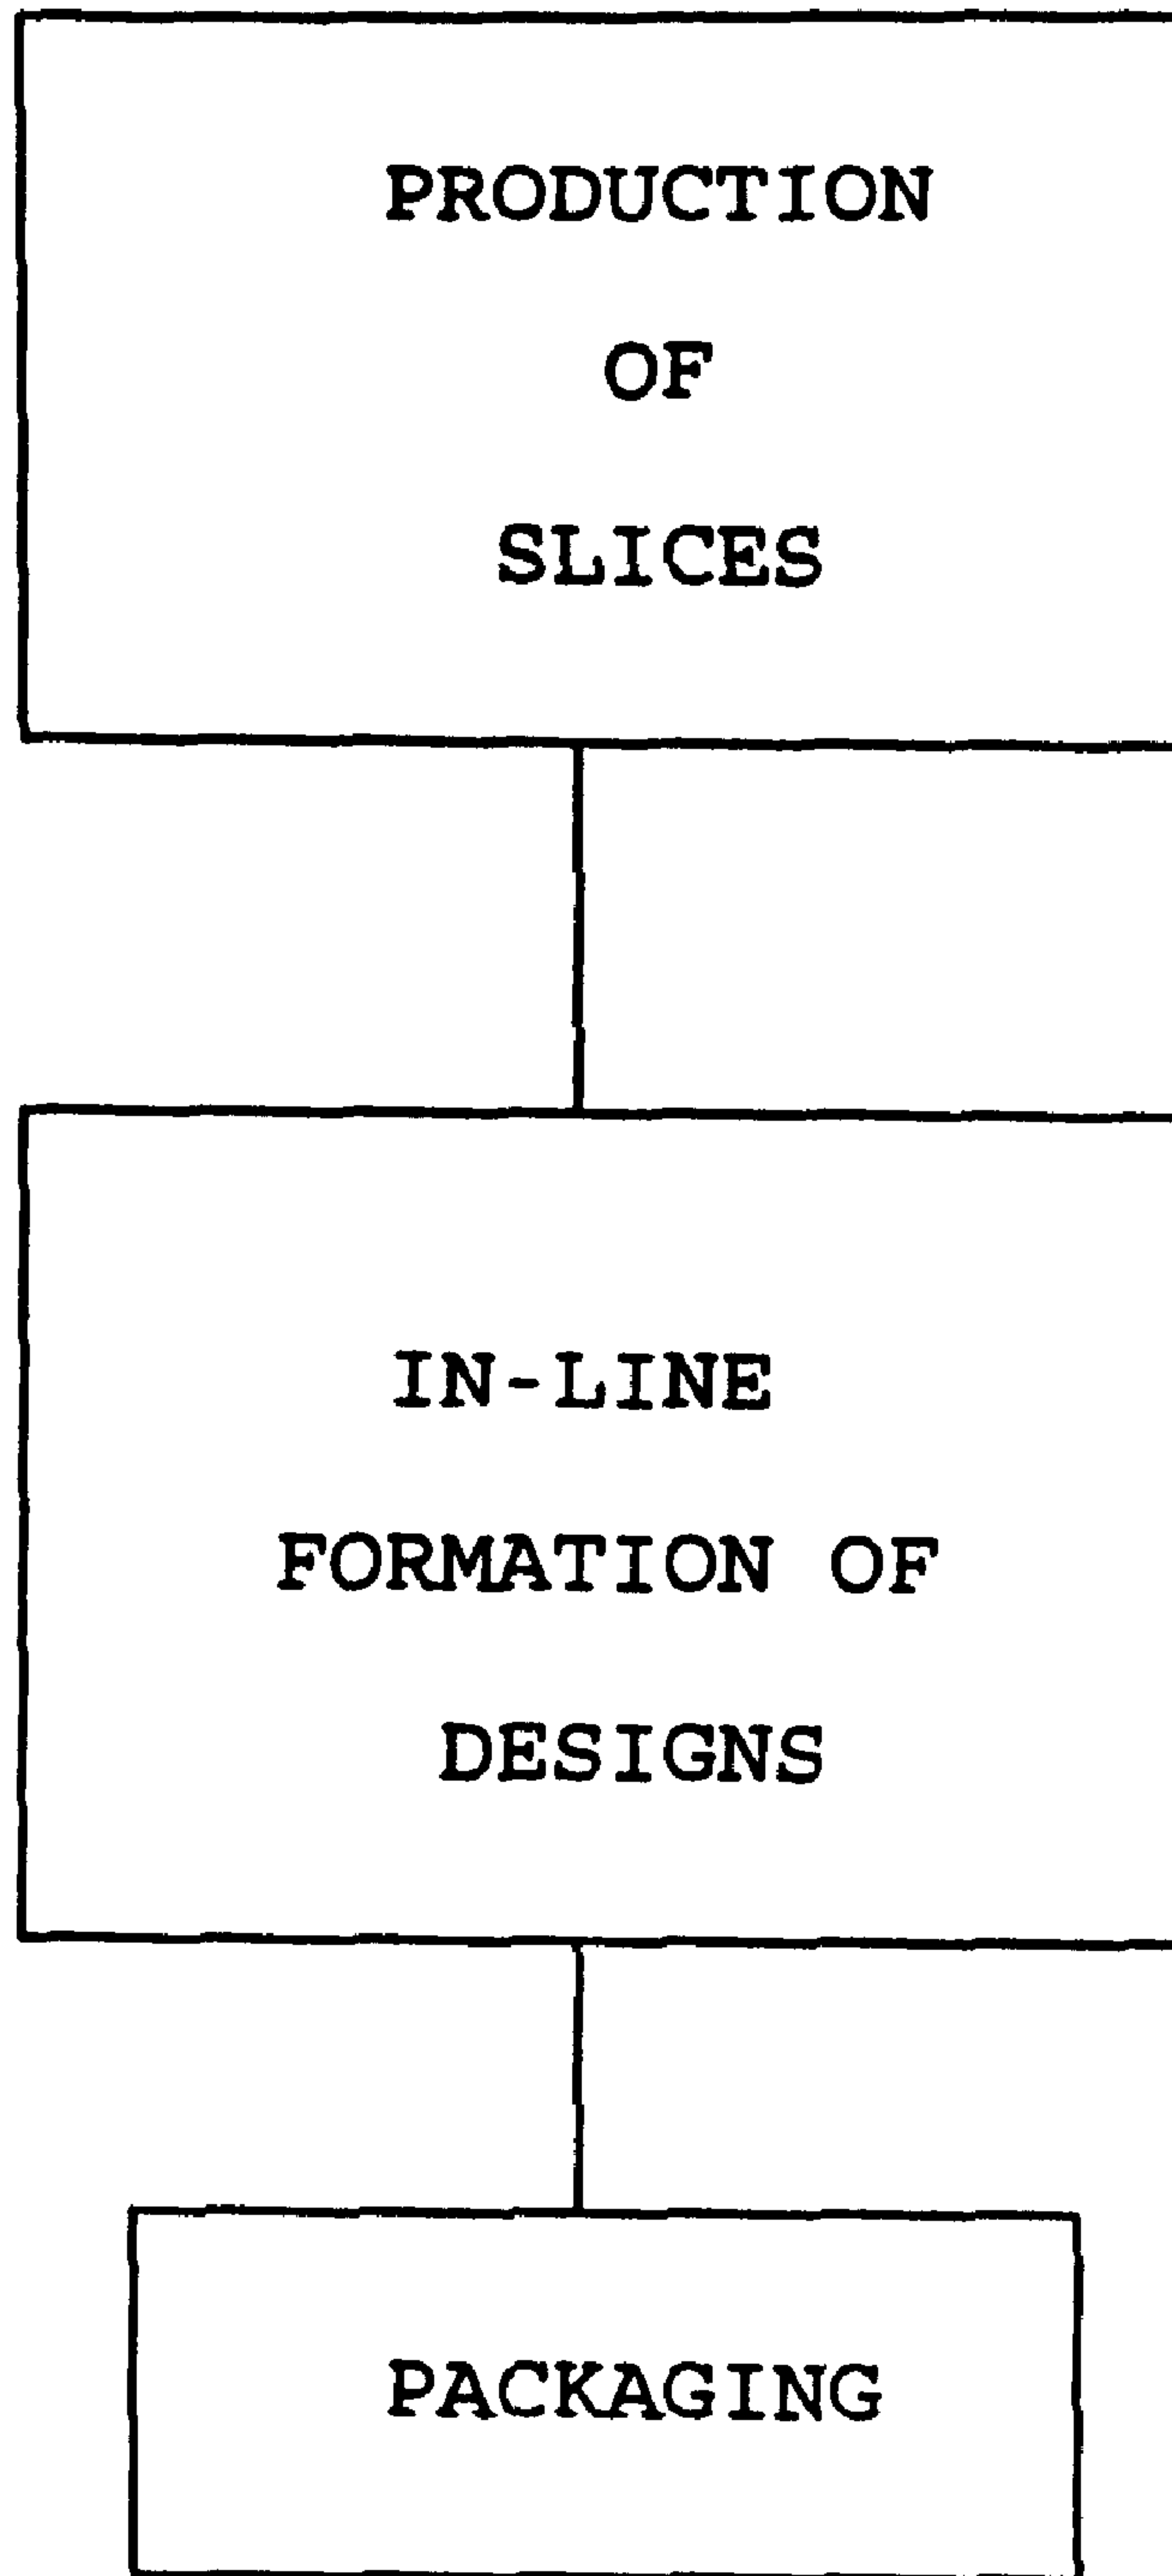 PRODUCTION
OF
SLICES
IN-LINE
FORMATION OF
DESIGNS
PACKAGING